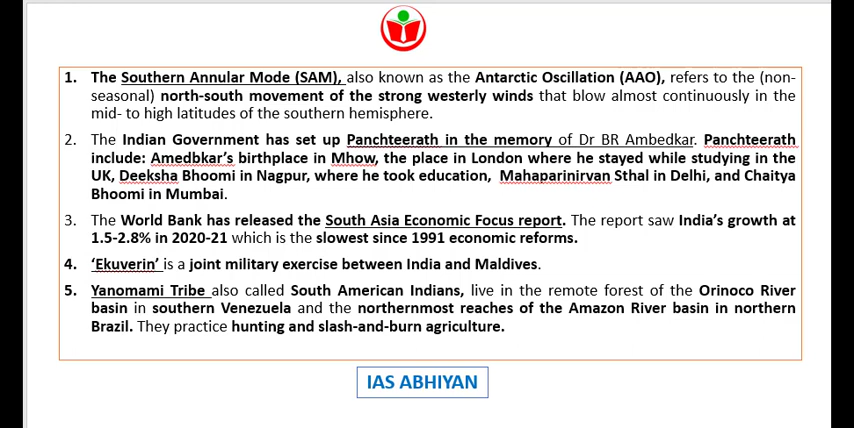 1. The Southern Annular Mode (SAM), also known as the Antarctic Oscillation (AAO), refers to the (non-
seasonal) north-south movement of the strong westerly winds that blow almost continuously in the
mid- to high latitudes of the southern hemisphere.
2. The Indian Government has set up Panchteerath in the memory of Dr BR Ambedkar. Panchteerath
include: Amedbkar's birthplace in Mhow, the place in London where he stayed while studying in the
UK, Deeksha Bhoomi in Nagpur, where he took education, Mahaparinirvan Sthal in Delhi, and Chaitya
Bhoomi in Mumbai.
3. The World Bank has released the South Asia Economic Focus report. The report saw India's growth at
1.5-2.8% in 2020-21 which is the slowest since 1991 economic reforms.
4. ‘Ekuverin’ is a joint military exercise between India and Maldives.
5. Yanomami Tribe also called South American Indians, live in the remote forest of the Orinoco River
basin in southern Venezuela and the northernmost reaches of the Amazon River basin in northern
Brazil. They practice hunting and slash-and-burn agriculture.
IAS ABHIYAN